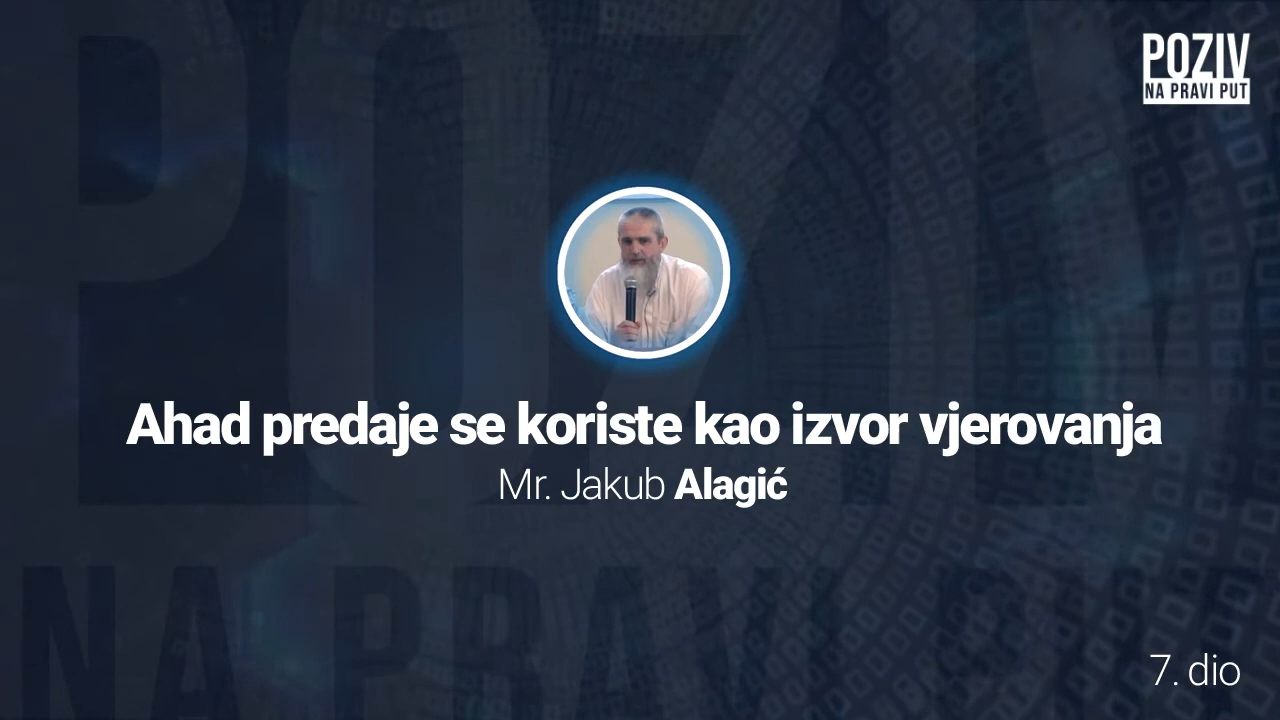 POZIV
NA PRAVI PUT
Ahad predaje se koriste kao izvor vjerovanja
Mr. Jakub Alagić
7. dio